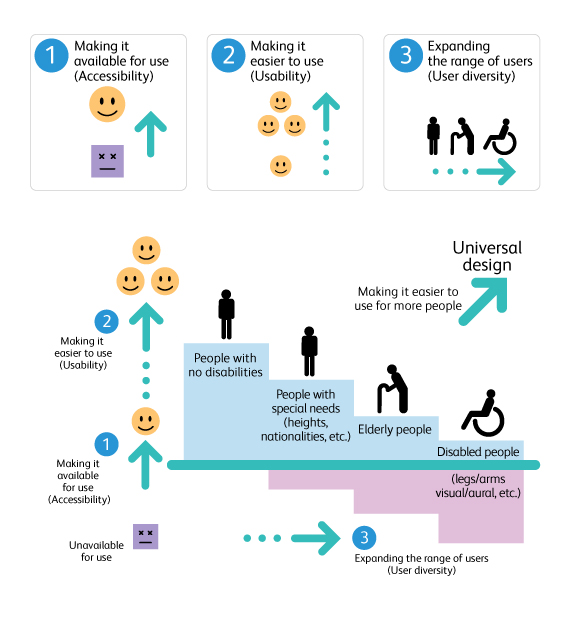 1
Making it
available for use
(Accessibility)
2
Making it
easier to use
(Usability)
3
Expanding
the range of users
(User diversity)
Universal
design
Making it easier to
use for more people
2
Making it
easier to use
(Usability)
People with
no disabilities
People with
special needs
(heights,
nationalities, etc.)
Elderly people
Disabled people
(legs/arms
visual/aural, etc.)
1
Making it
available
for use
(Accessibility)
Unavailable
for use
3
Expanding the range of users
(User diversity)